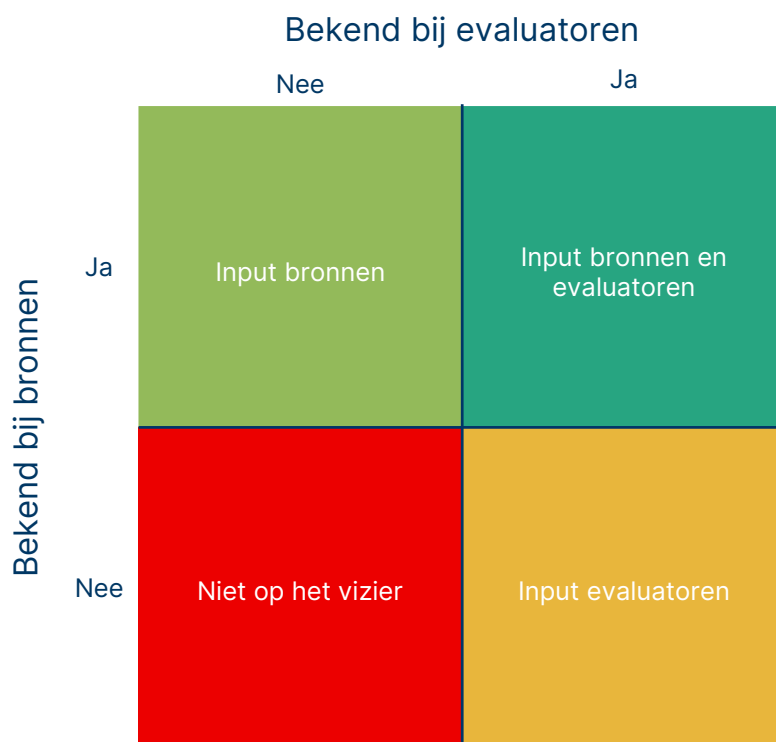 Bekend bij evaluatoren
Nee
Ja
Bekend bij bronnen
Ja
Input bronnen
Input bronnen en
evaluatoren
Nee
Niet op het vizier
Input evaluatoren